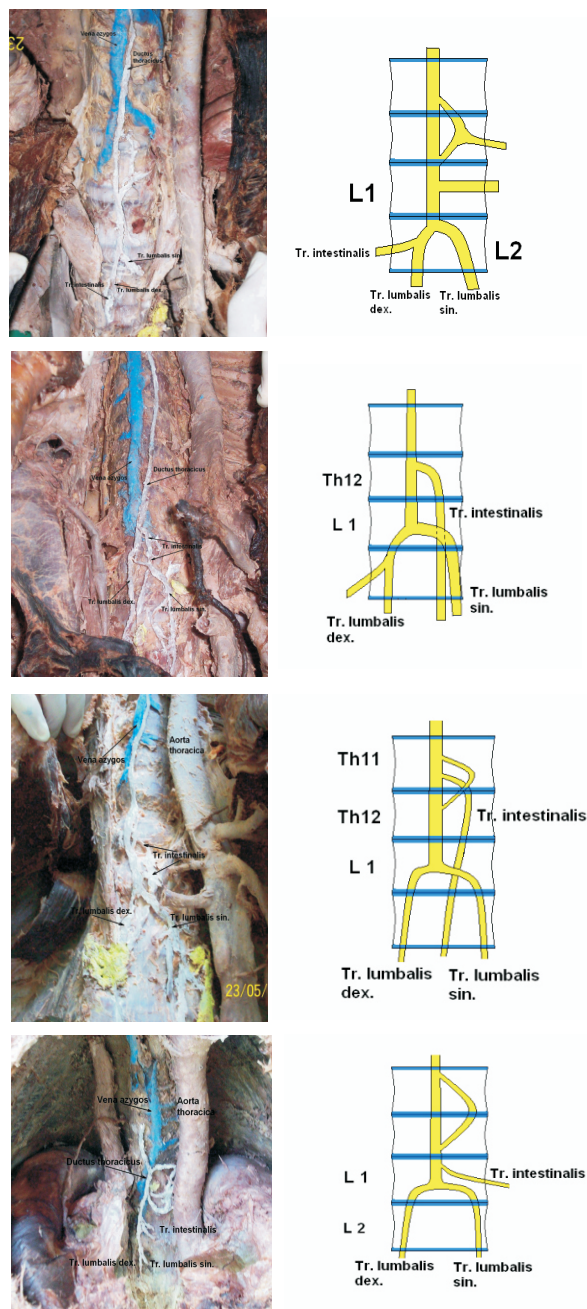 23
Vena azygos
Ductus
thoracicus
Tr. lumbalis sin.
Tr. intestinalis
Tr. lumbalis dex.
L1
L2
Tr. intestinalis
Tr. lumbalis
dex.
Tr. lumbalis
sin.
Ductus thoracicus
Vena azygos
Tr. intestinalis
Tr. lumbalis dex.
Tr. lumbalis sin.
Th12
Tr. intestinalis
L 1
Tr. lumbalis
sin.
Tr. lumbalis
dex.
Aorta
thoracica
Vena azygos
Tr. intestinalis
Tr. lumbalis dex.
Tr. lumbalis sin.
23/05/
Th11
Th12
Tr. intestinalis
L 1
Tr. lumbalis
dex.
Tr. lumbalis
sin.
Vena azygos
Aorta
thoracica
Ductus thoracicus
Tr. intestinalis
Tr. lumbalis dex.
Tr. lumbalis sin.
L 1
Tr. intestinalis
L 2
Tr. lumbalis
dex.
Tr. lumbalis
sin.